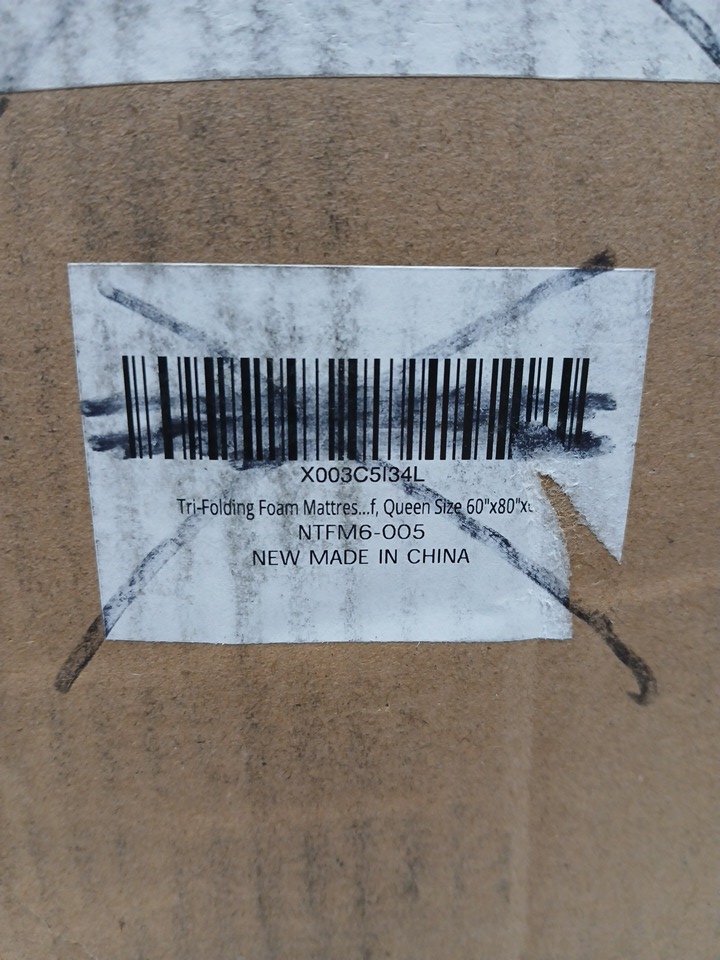 X003C5I34L
Tri-Folding Foam Mattres...f, Queen Size 60"x80"x
NTFM6-005
NEW MADE IN CHINA